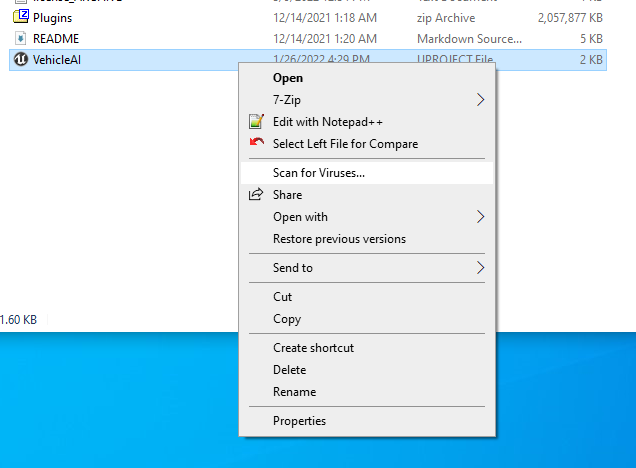 Plugins 12/14/2021 1:18 AM zip Archive 2,057,877 KB
README 12/14/2021 1:20 AM Markdown Source... 5 KB
VehicleAI 1/26/2022 4:29 PM UPROJECT File 2 KB
Open
7-Zip
Edit with Notepad++
Select Left File for Compare
Scan for Viruses...
Share
Open with
Restore previous versions
Send to
Cut
1.60 KB
Copy
Create shortcut
Delete
Rename
Properties